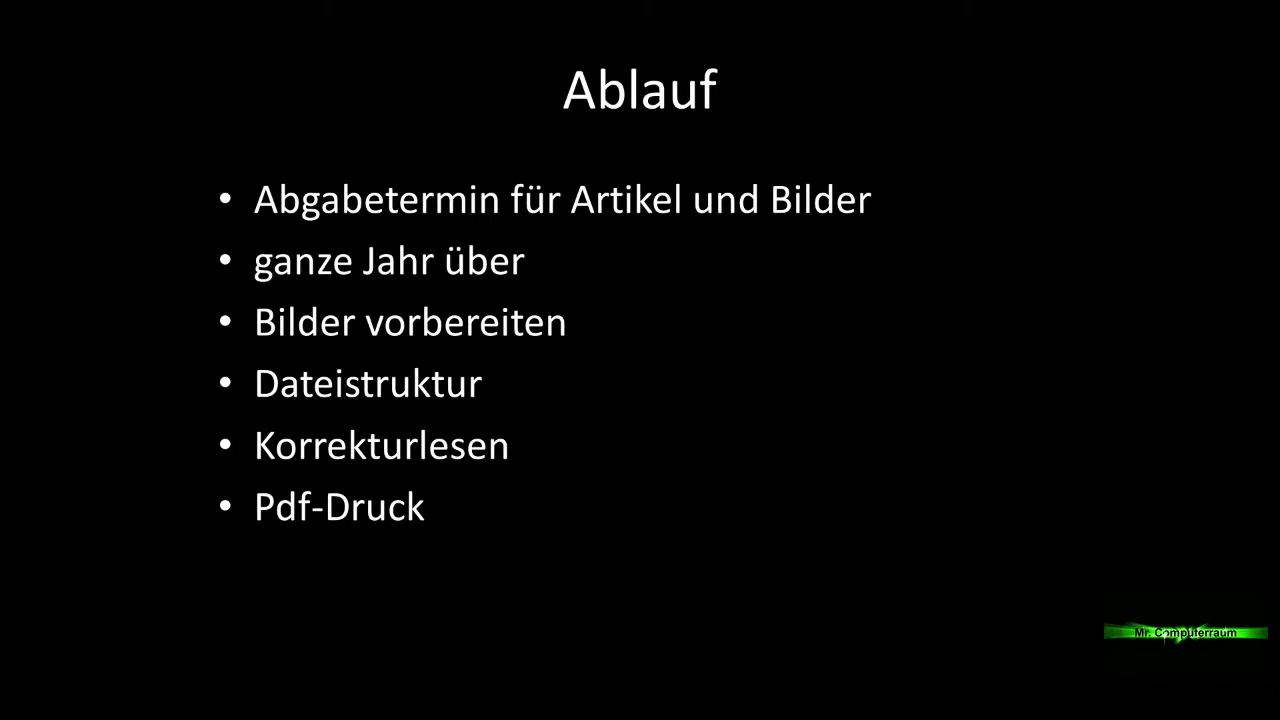 Ablauf
• Abgabetermin für Artikel und Bilder
• ganze Jahr über
• Bilder vorbereiten
• Dateistruktur
• Korrekturlesen
• Pdf-Druck
Mr. Computerraum